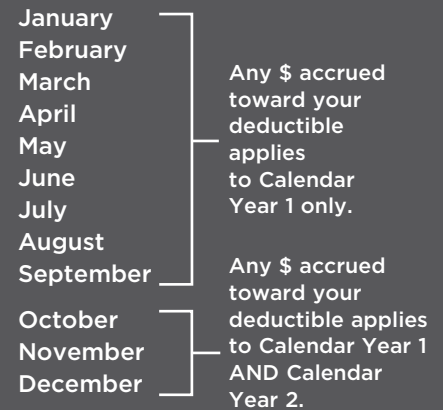 January
February
March
April
May
June
July
August
September
Any $ accrued
toward your
deductible
applies
to Calendar
Year 1 only.
October
November
December
Any $ accrued
toward your
deductible applies
to Calendar Year 1
AND Calendar
Year 2.